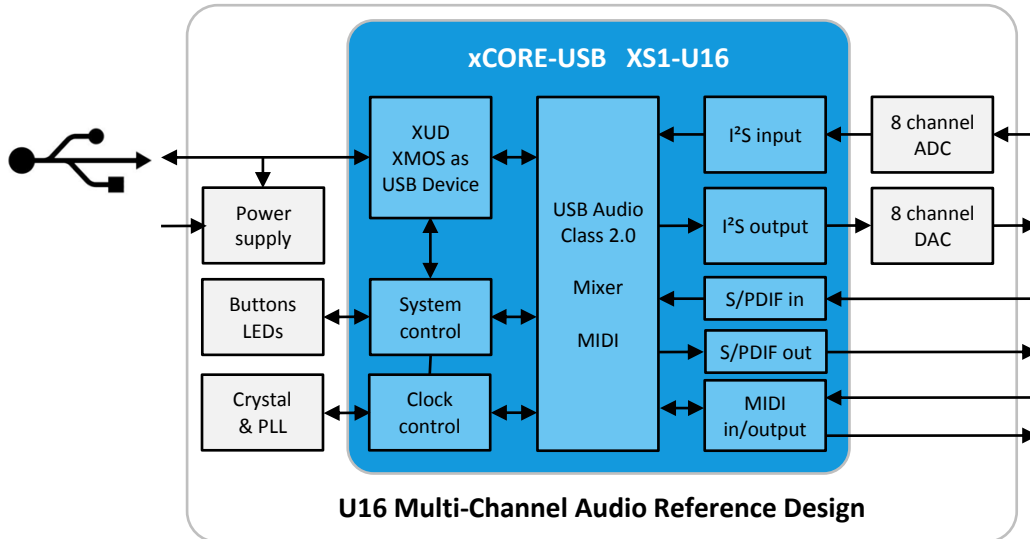 xCORE-USB XS1-U16
XUD
XMOS as
USB Device
Power
supply
Buttons
LEDs
System
control
Crystal
& PLL
Clock
control
USB Audio
Class 2.0
Mixer
MIDI
I²S input
8 channel
ADC
I²S output
8 channel
DAC
S/PDIF in
S/PDIF out
MIDI
in/output
U16 Multi-Channel Audio Reference Design